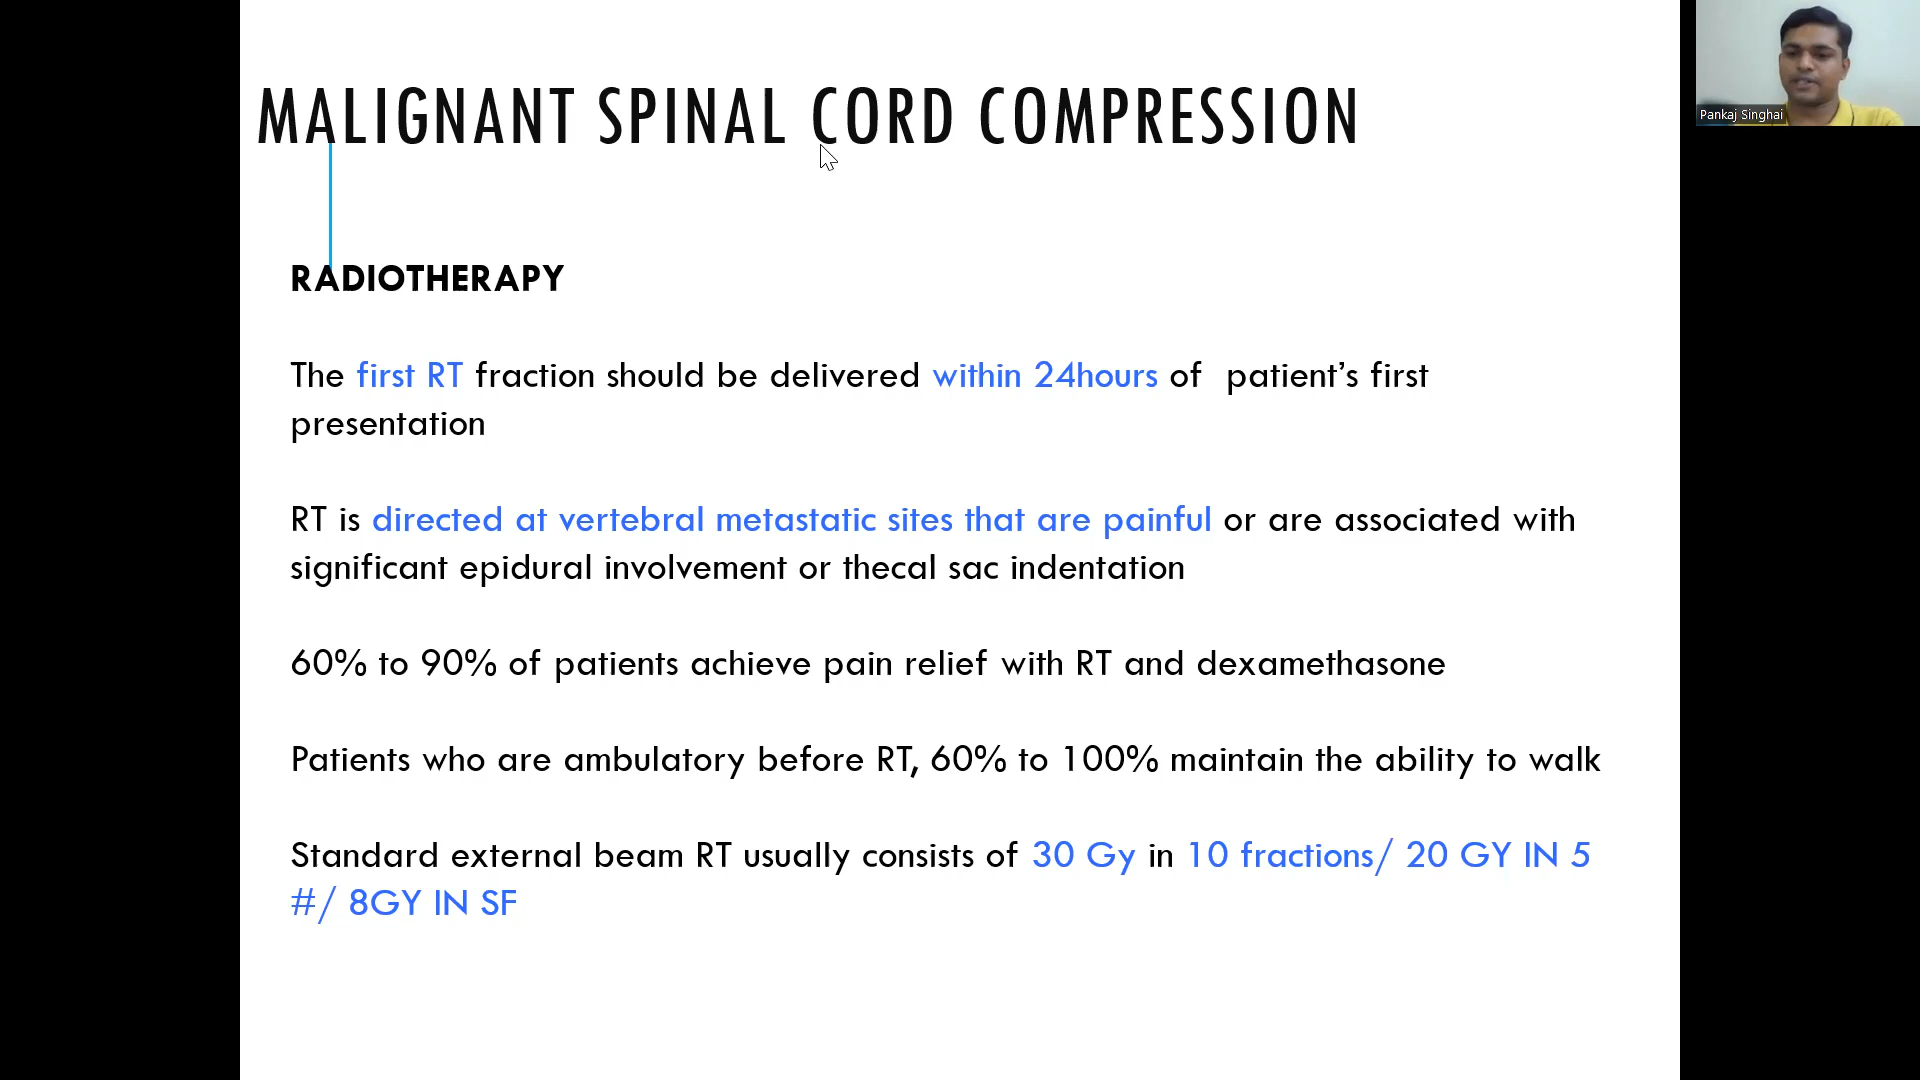 MALIGNANT SPINAL CORD COMPRESSION
Pankaj Singhai
RADIOTHERAPY
The first RT fraction should be delivered within 24hours of  patient’s first
presentation
RT is directed at vertebral metastatic sites that are painful or are associated with
significant epidural involvement or thecal sac indentation
60% to 90% of patients achieve pain relief with RT and dexamethasone
Patients who are ambulatory before RT, 60% to 100% maintain the ability to walk
Standard external beam RT usually consists of 30 Gy in 10 fractions/ 20 GY IN 5
#/ 8GY IN SF